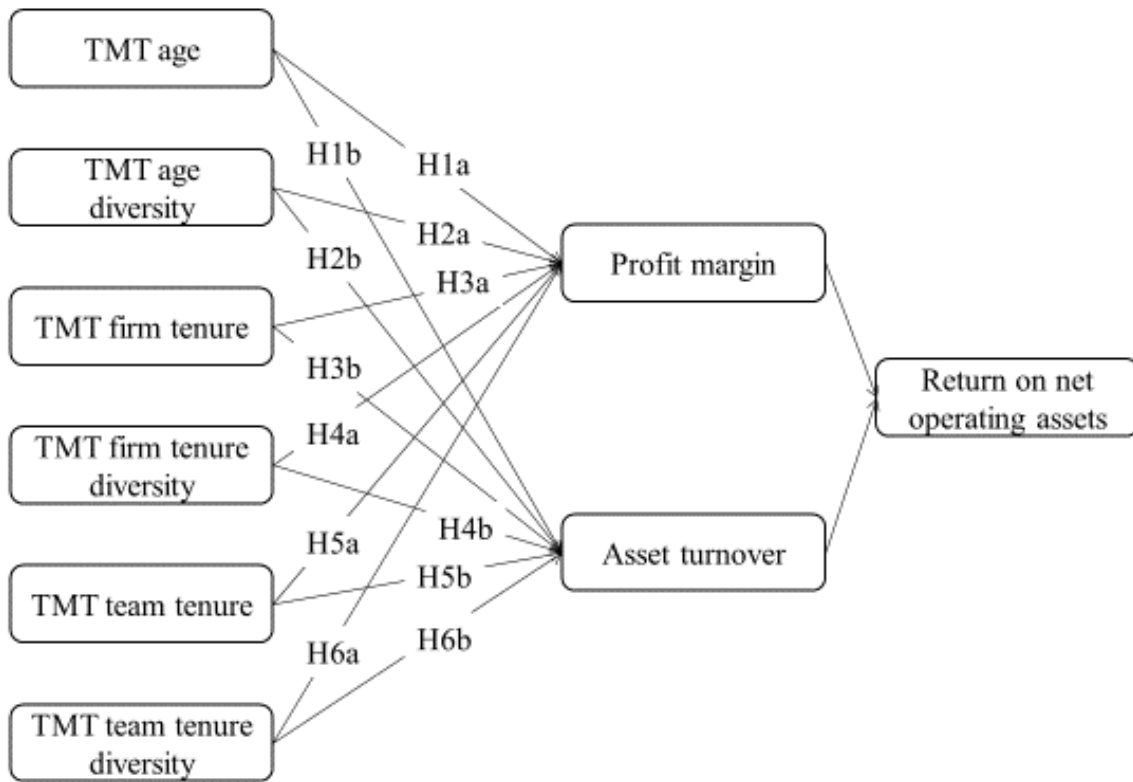 TMT age
TMT age
diversity
TMT firm tenure
TMT firm tenure
diversity
TMT team tenure
TMT team tenure
diversity
H1b
H1a
H2a
H2b
H3a
H3b
H4a
H4b
H5a
H5b
H6a
H6b
Profit margin
Asset turnover
Return on net
operating assets